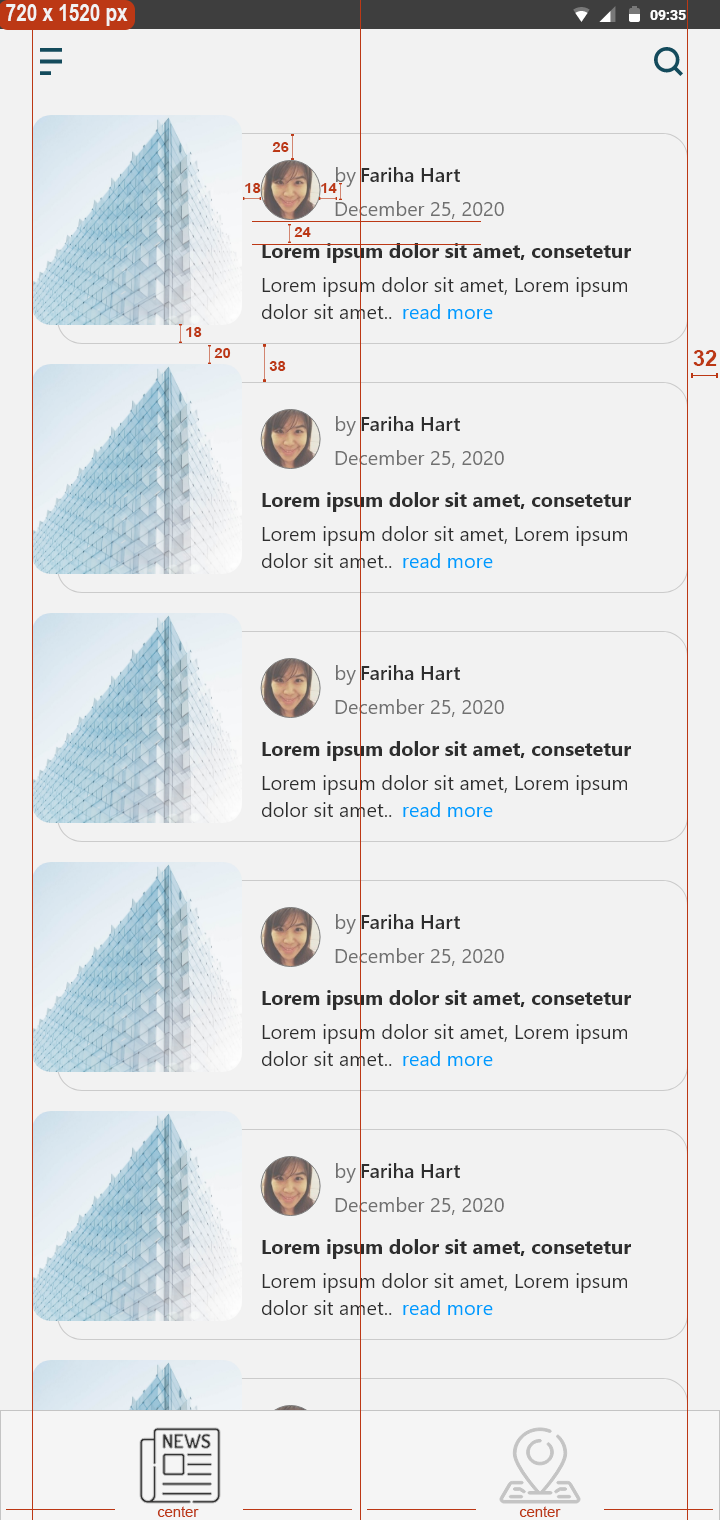 720 x 1520 px
09:35
26
by Fariha Hart
18
14
December 25, 2020
24
Lorem ipsum dolor sit amet, consetetur
Lorem ipsum dolor sit amet, Lorem ipsum
dolor sit amet.. read more
18
20
38
32
by Fariha Hart
December 25, 2020
Lorem ipsum dolor sit amet, consetetur
Lorem ipsum dolor sit amet, Lorem ipsum
dolor sit amet.. read more
by Fariha Hart
December 25, 2020
Lorem ipsum dolor sit amet, consetetur
Lorem ipsum dolor sit amet, Lorem ipsum
dolor sit amet.. read more
by Fariha Hart
December 25, 2020
Lorem ipsum dolor sit amet, consetetur
Lorem ipsum dolor sit amet, Lorem ipsum
dolor sit amet.. read more
by Fariha Hart
December 25, 2020
Lorem ipsum dolor sit amet, consetetur
Lorem ipsum dolor sit amet, Lorem ipsum
dolor sit amet.. read more
NEWS
center
center